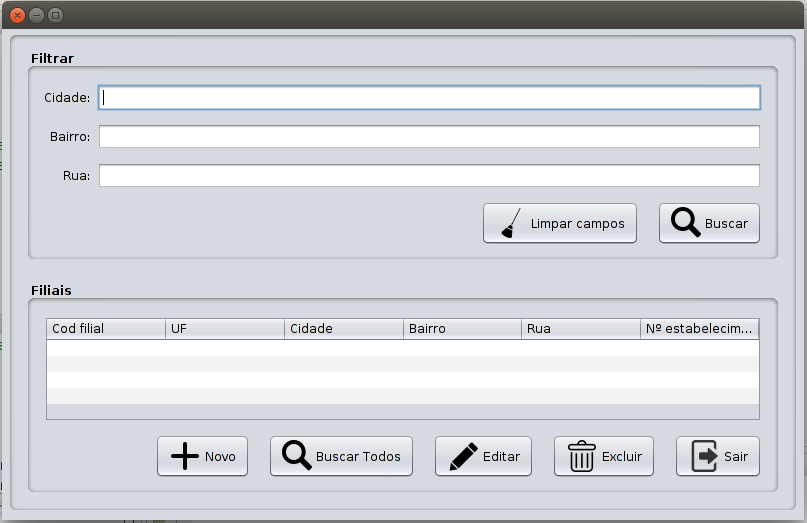 Filtrar
Cidade:
Bairro:
Rua:
Limpar campos Buscar
Filiais
Cod filial UF Cidade Bairro Rua Nº estabelecim...
Novo Buscar Todos Editar Excluir Sair